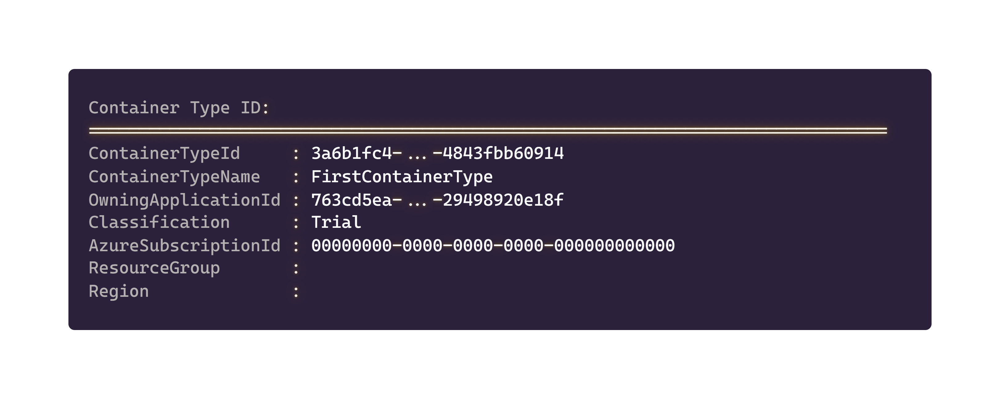 Container Type ID:
===============================================================================
ContainerTypeId     : 3a6b1fc4- ... -4843fbb60914
ContainerTypeName   : FirstContainerType
OwningApplicationId : 763cd5ea- ... -29498920e18f
Classification      : Trial
AzureSubscriptionId : 00000000-0000-0000-0000-000000000000
ResourceGroup       :
Region              :